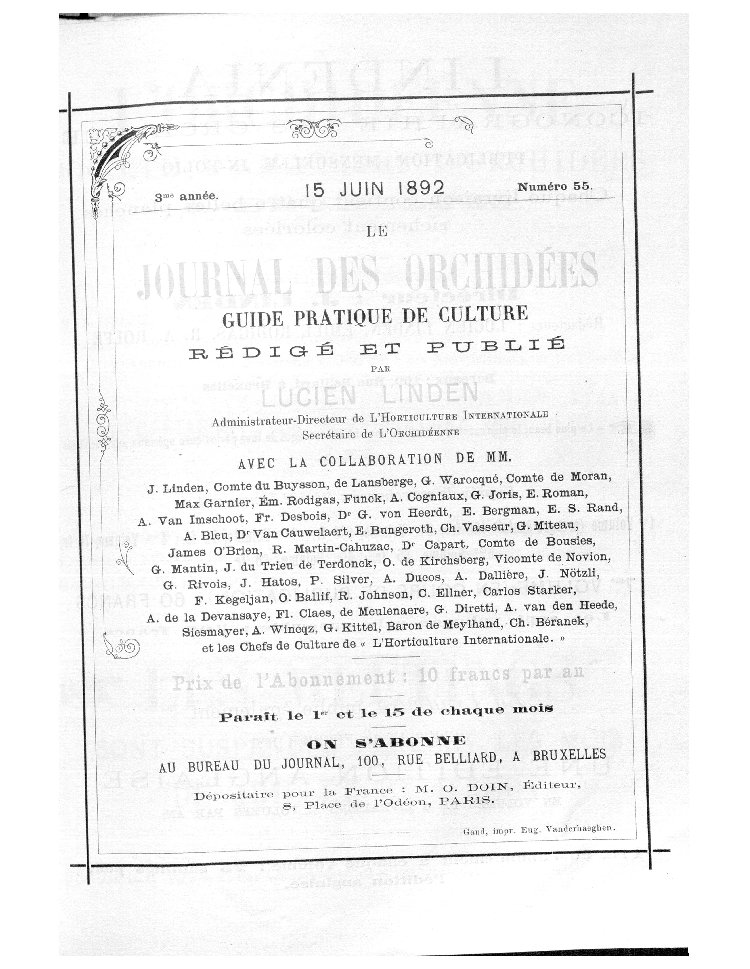 3me année.
15 JUIN 1892
Numéro 55.
LE
JOURNAL DES ORCHIDÉES
GUIDE PRATIQUE DE CULTURE
RÉDIGÉ ET PUBLIÉ
PAR
LUCIEN LINDEN
Administrateur-Directeur de L'HORTICULTURE INTERNATIONALE
Secrétaire de L'ORCHIDÉENNE
AVEC LA COLLABORATION DE MM.
J. Linden, Comte du Buysson, de Lansberge, G. Warocqué, Comte de Moran,
Max Garnier, Ém. Rodigas, Funck, A. Cogniaux, G. Joris, E. Roman,
A. Van Imschoot, Fr. Desbois, Dr G. von Heerdt, E. Bergman, E. S. Rand,
A. Bleu, Dr Van Cauwelaert, E. Bungeroth, Ch. Vasseur, G. Miteau,
James O'Brien, R. Martin-Cahuzac, Dr Capart, Comte de Bousies,
G. Mantin, J. du Trieu de Terdonck, O. de Kirchsberg, Vicomte de Novion,
G. Rivois, J. Hatos, P. Silver, A. Ducos, A. Dallière, J. Nötzli,
F. Kegeljan, O. Ballif, R. Johnson, C. Ellner, Carlos Starker,
A. de la Devansaye, Fl. Claes, de Meulenaere, G. Diretti, A. van den Heede,
Siesmayer, A. Wincqz, G. Kittel, Baron de Meylhand, Ch. Béranek,
et les Chefs de Culture de « L'Horticulture Internationale. »
Prix de l'Abonnement : 10 francs par an
Paraît le 1er et le 15 de chaque mois
ON S'ABONNE
AU BUREAU DU JOURNAL, 100, RUE BELLIARD, A BRUXELLES
Dépositaire pour la France : M. O. DOIN, Éditeur,
8, Place de l'Odéon, PARIS.
Gand, impr. Eug. Vanderhaeghen.